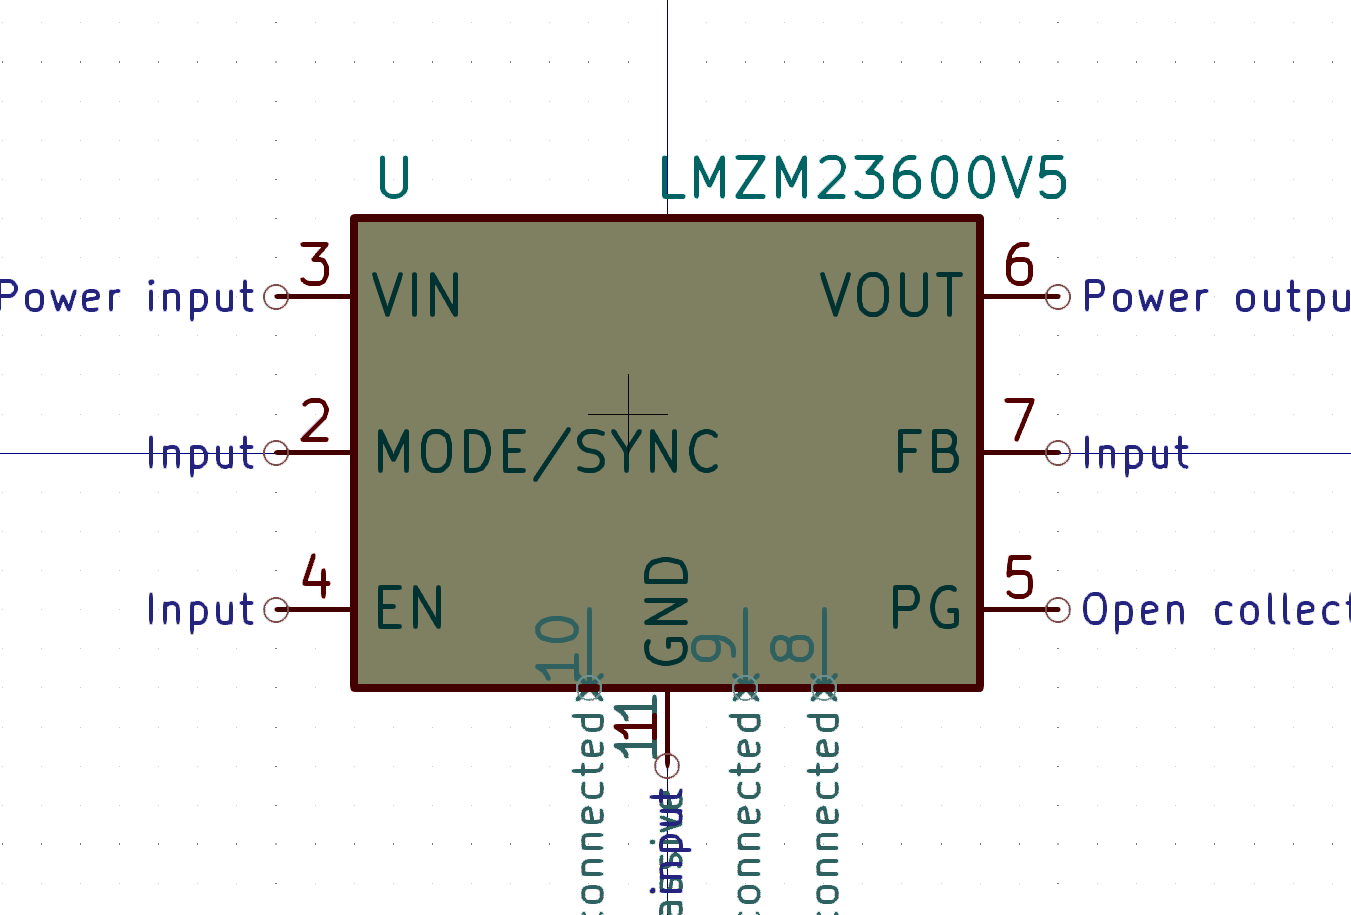 U LMZM23600V5
3 6
Power input VIN VOUT Power outpu
2 7
Input MODE/SYNC FB Input
4 5
Input EN GND PG Open collect
10 9 8
connected input connected connected